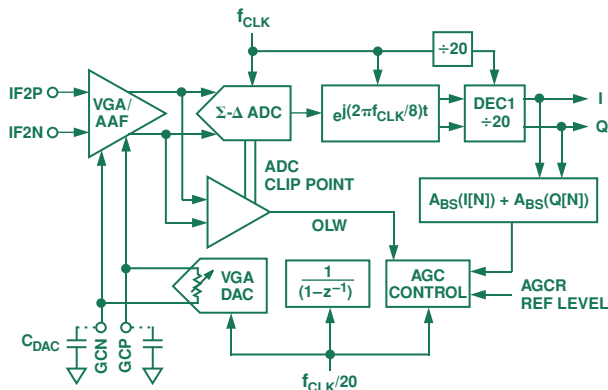 fCLK
÷20
IF2P
IF2N
VGA/
AAF
Σ-Δ ADC
ej(2πfCLK/8)t
DEC1
÷20
I
Q
ADC
CLIP POINT
ABS(I[N]) + ABS(Q[N])
OLW
VGA
DAC
1
(1–z–1)
AGC
CONTROL
AGCR
REF LEVEL
CDAC
GCN
GCP
fCLK/20